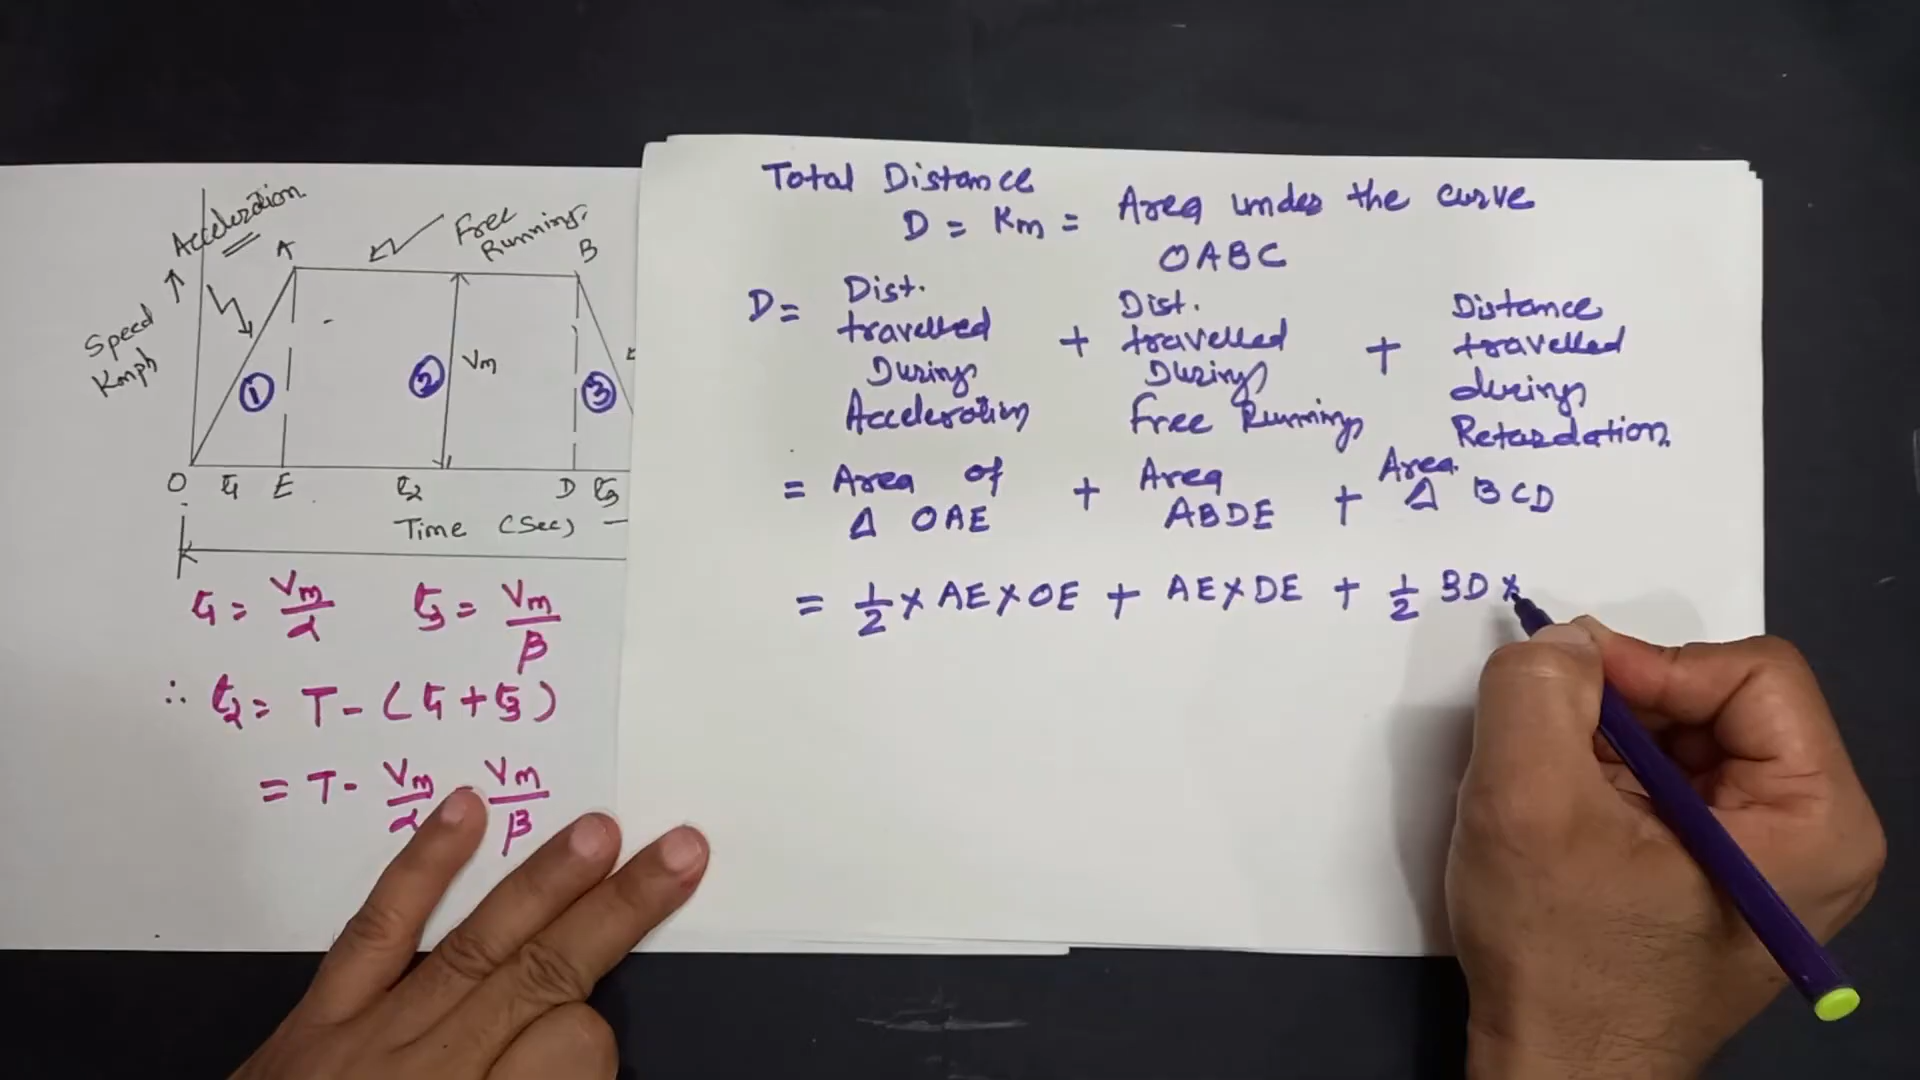 Acceleration
Free
Running.
A
B
Speed
Kmph
1
2
Vm
3
O t1 E t2 D t3
Time (Sec)
t1 = Vm/α t3 = Vm/β
∴ t2 = T - (t1 + t3)
= T - Vm/α - Vm/β
Total Distance
D = Km = Area under the curve
OABC
D = Dist. travelled During Acceleration + Dist. travelled During Free Running + Distance travelled during Retardation.
= Area of Δ OAE + Area ABDE + Area Δ BCD
= 1/2 × AE × OE + AE × DE + 1/2 BD ×